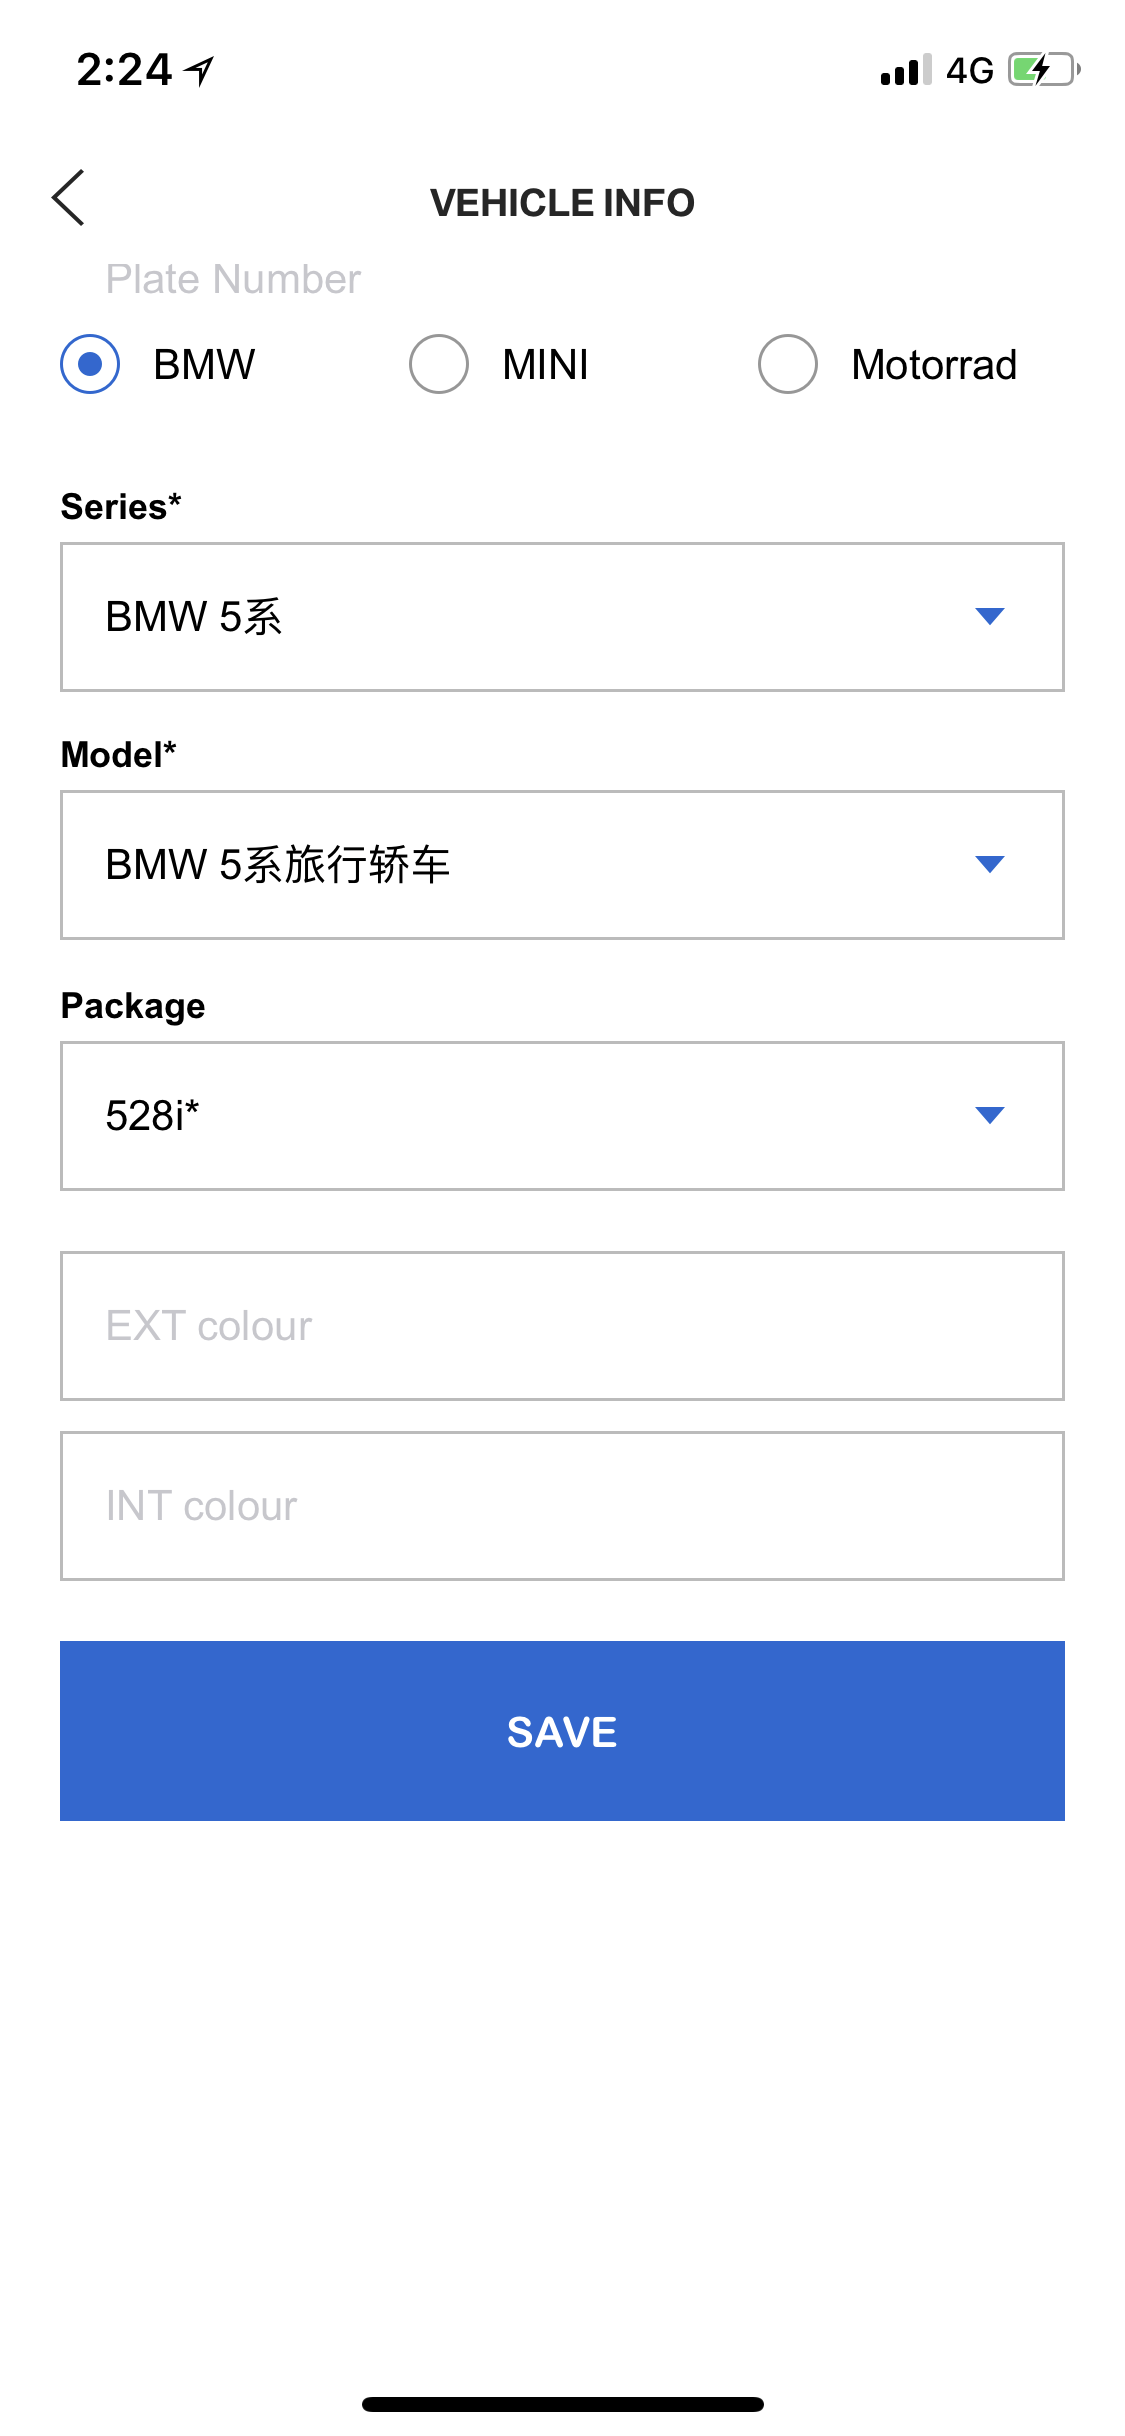 2:24 4G
VEHICLE INFO
Plate Number
BMW MINI Motorrad
Series*
BMW 5系
Model*
BMW 5系旅行轿车
Package
528i*
EXT colour
INT colour
SAVE